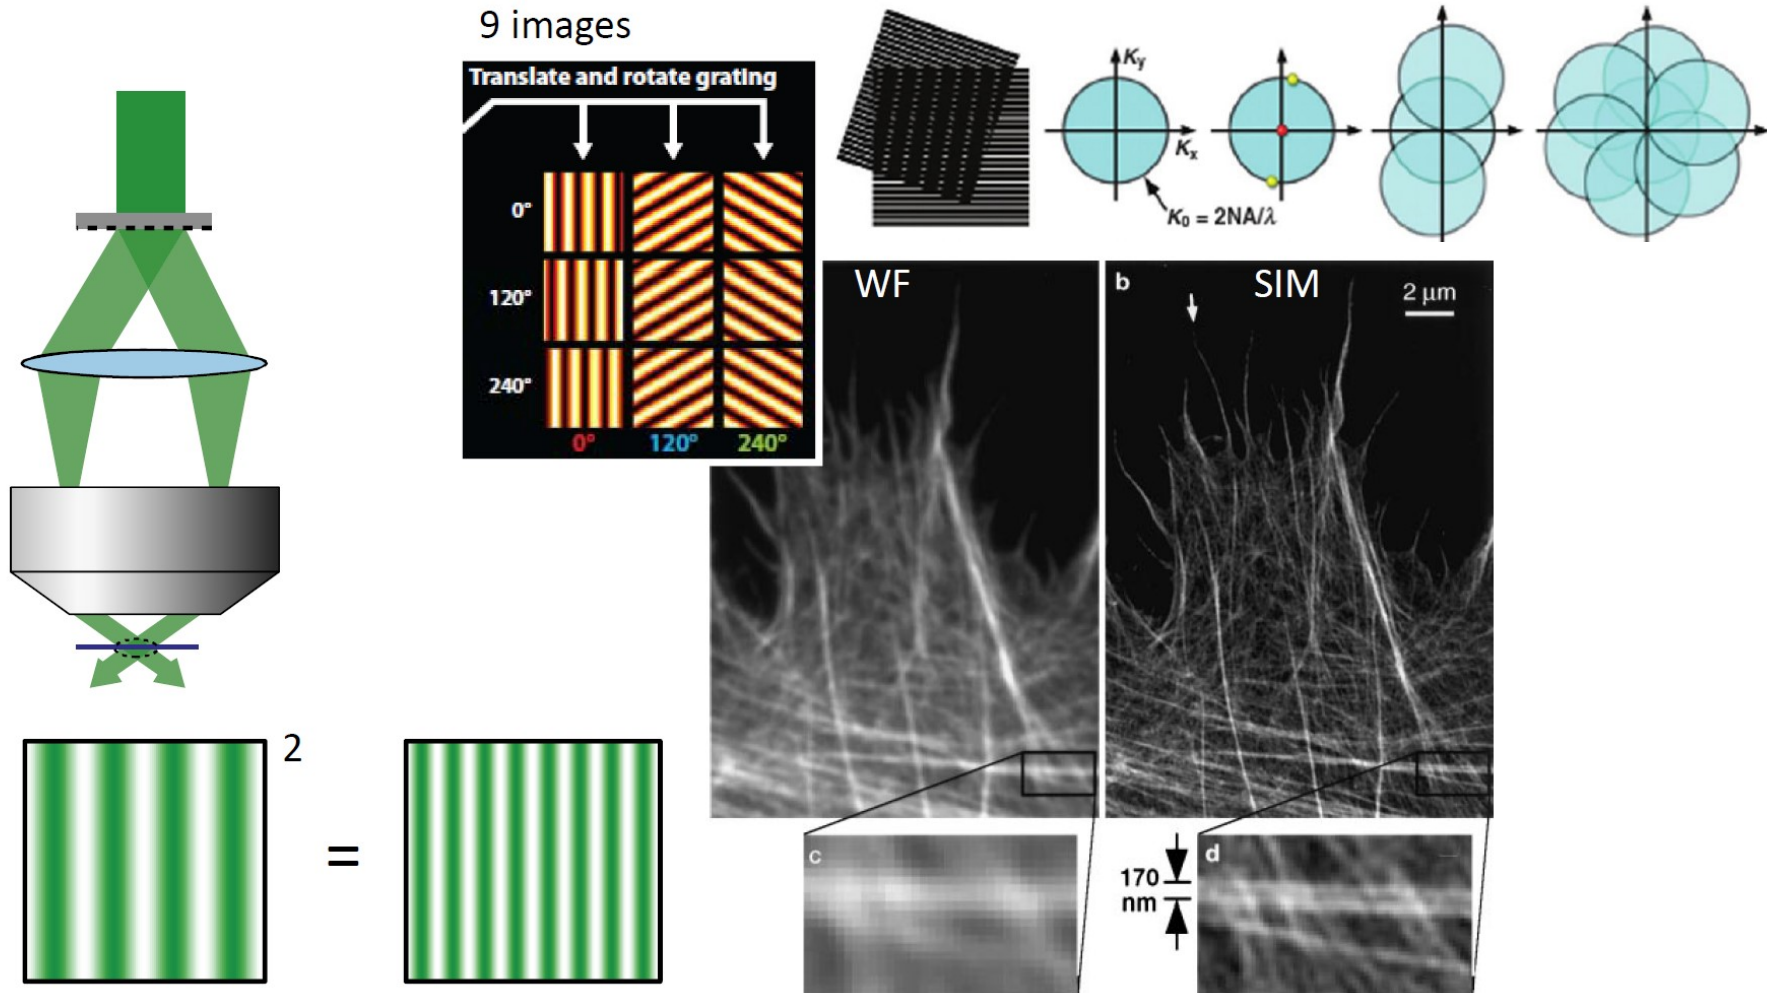 9 images
Translate and rotate grating
0°
120°
240°
0° 120° 240°
Ky
Kx
K0 = 2NA/λ
WF
b
SIM
2 μm
2
=
c
170
nm
d